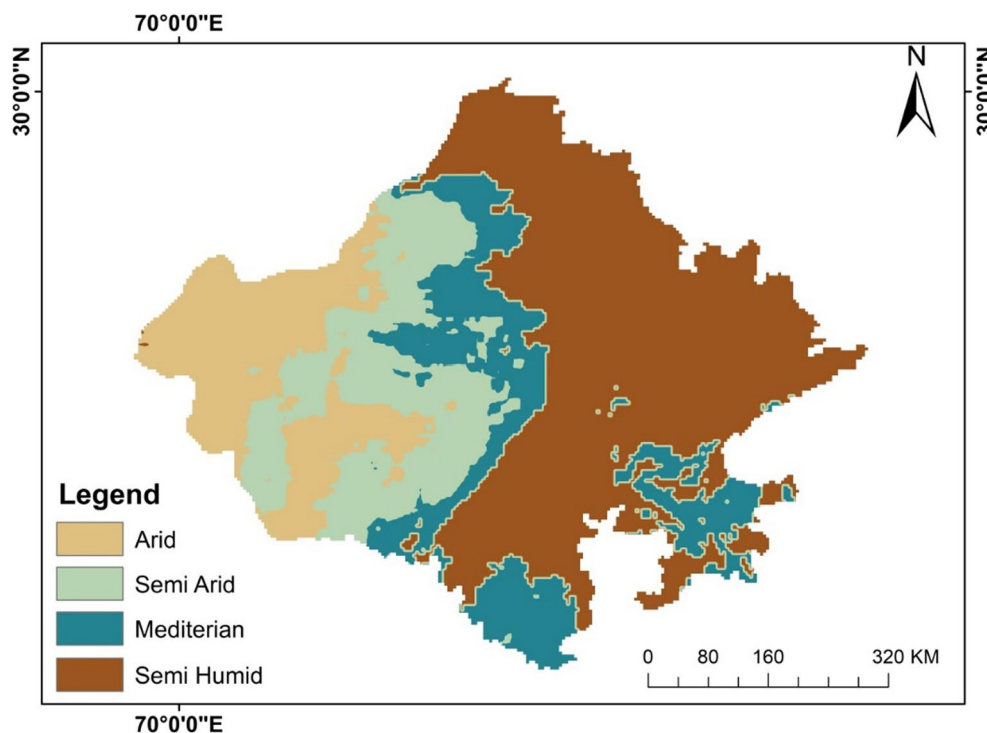 70°0'0"E
30°0'0"N
N
30°0'0"N
Legend
Arid
Semi Arid
Mediterian
Semi Humid
0 80 160 320 KM
70°0'0"E